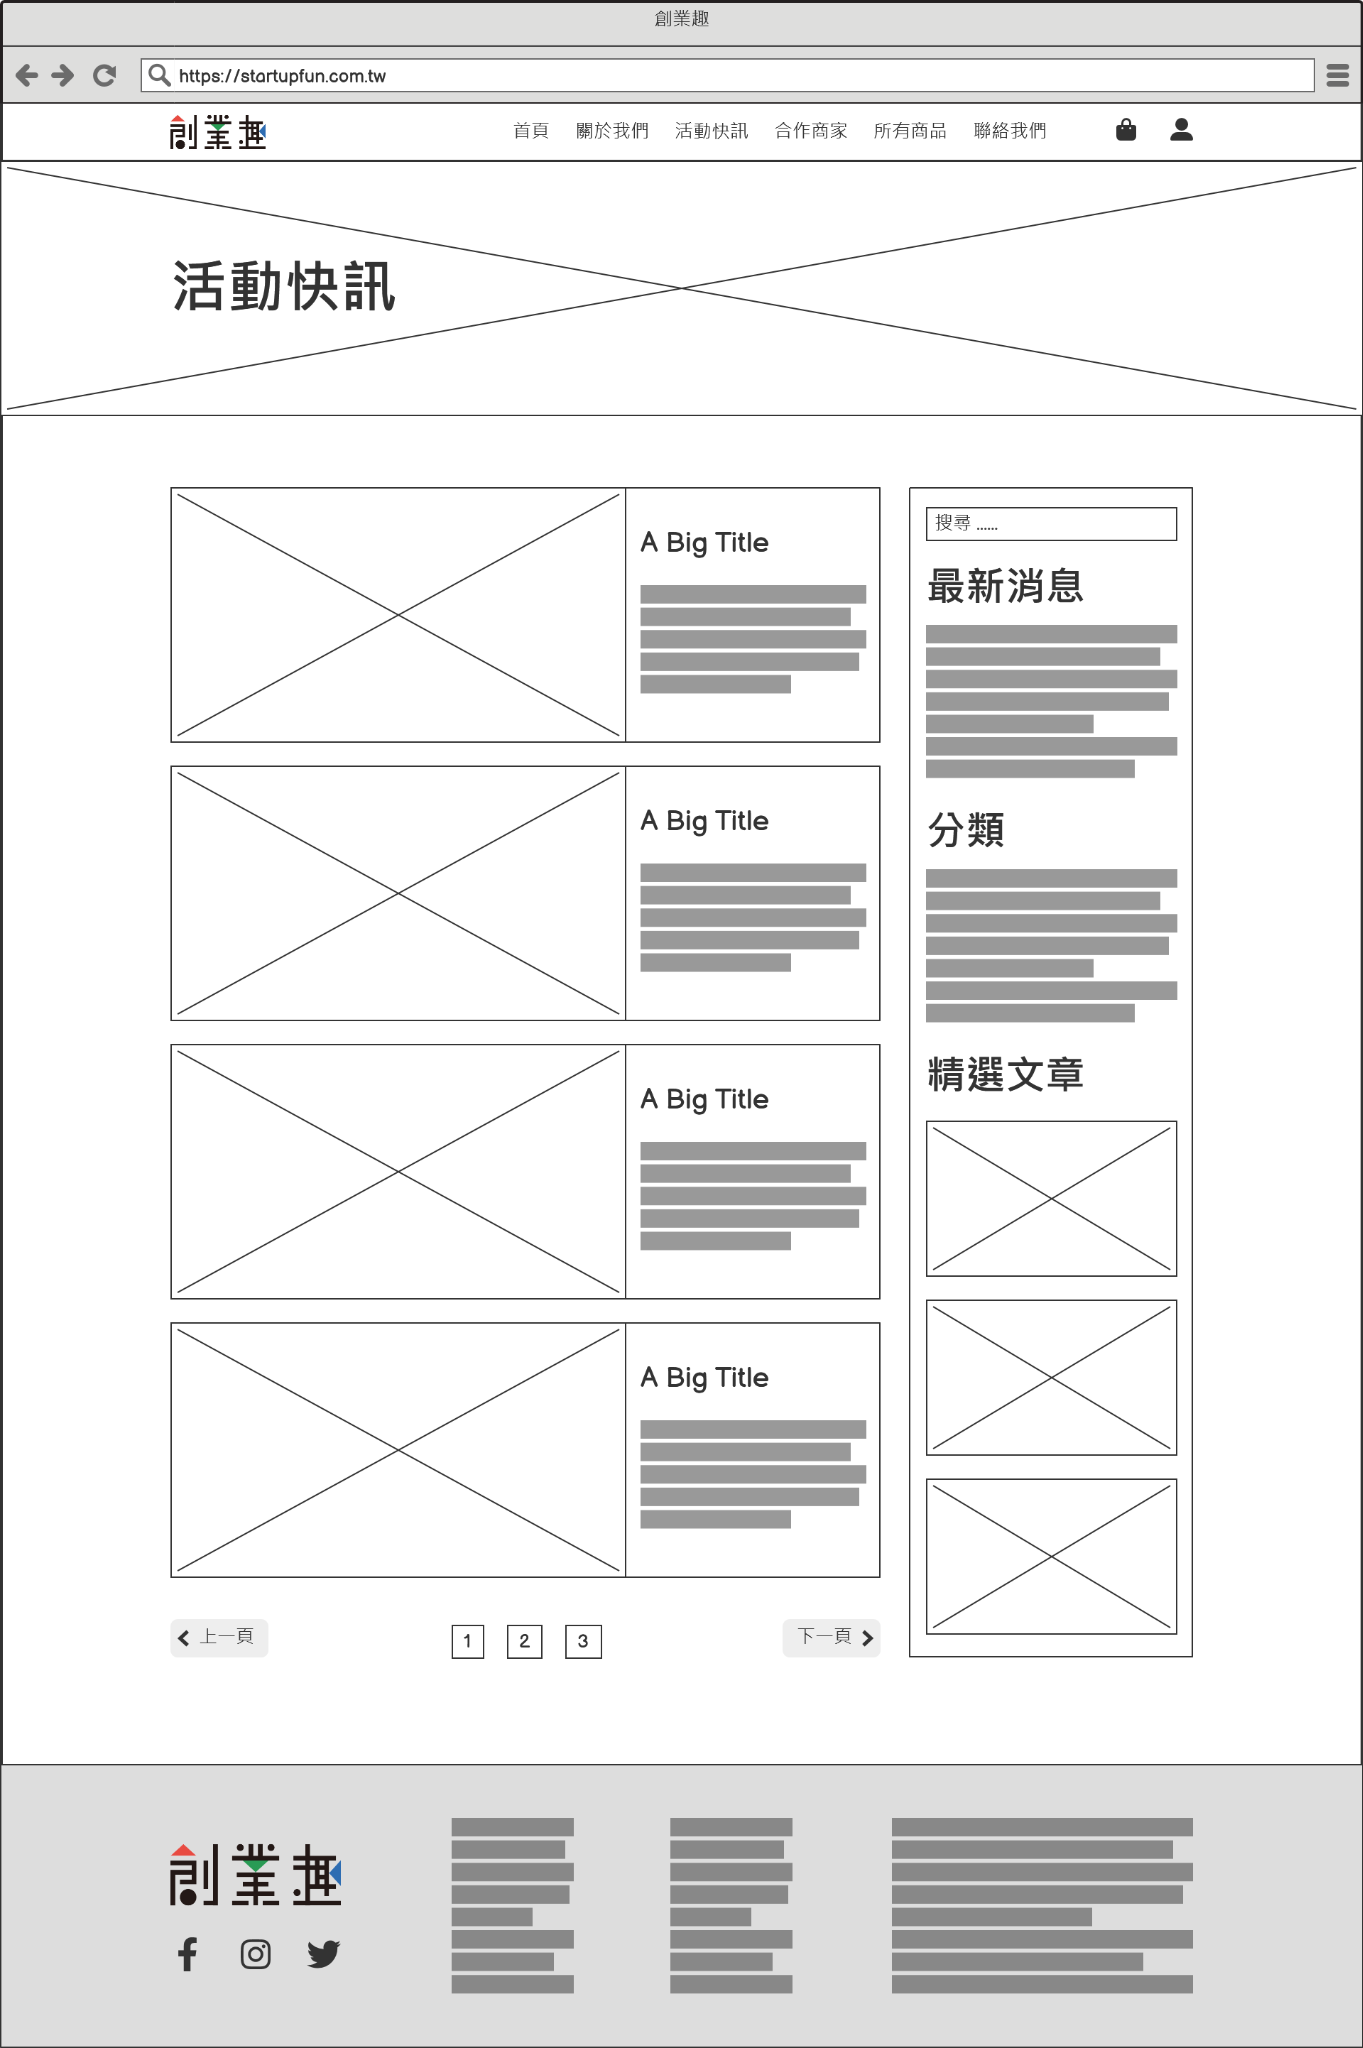 創業趣
https://startupfun.com.tw
創業趣 首頁 關於我們 活動快訊 合作商家 所有商品 聯絡我們
活動快訊
A Big Title
A Big Title
A Big Title
A Big Title
上一頁 1 2 3 下一頁
搜尋 ......
最新消息
分類
精選文章
創業趣